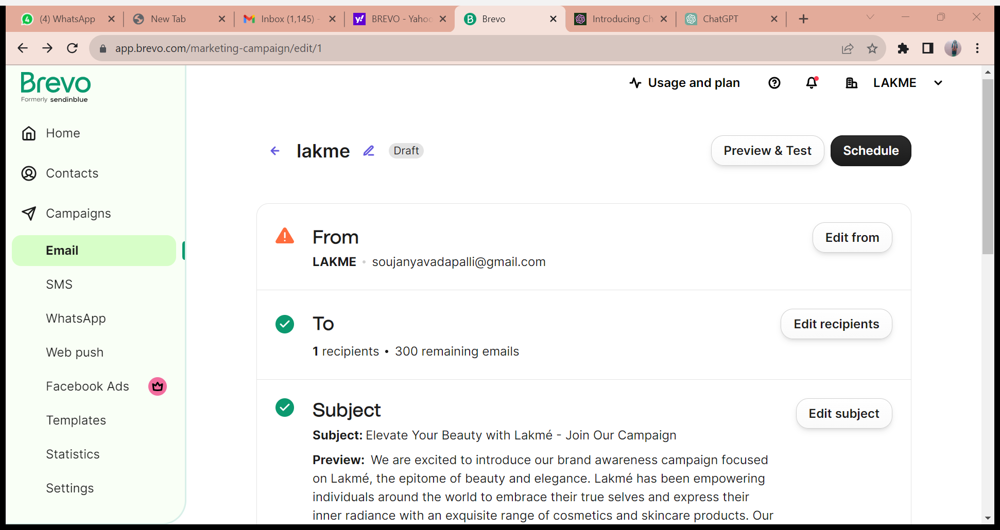 (4) WhatsApp
New Tab
Inbox (1,145) -
BREVO - Yahoo
Brevo
Introducing Ch
ChatGPT
app.brevo.com/marketing-campaign/edit/1
Brevo
Formerly sendinblue
Usage and plan
LAKME
Home
Contacts
Campaigns
Email
SMS
WhatsApp
Web push
Facebook Ads
Templates
Statistics
Settings
lakme
Draft
Preview & Test
Schedule
From
Edit from
LAKME • soujanyavadapalli@gmail.com
To
Edit recipients
1 recipients • 300 remaining emails
Subject
Edit subject
Subject: Elevate Your Beauty with Lakmé - Join Our Campaign
Preview: We are excited to introduce our brand awareness campaign focused
on Lakmé, the epitome of beauty and elegance. Lakmé has been empowering
individuals around the world to embrace their true selves and express their
inner radiance with an exquisite range of cosmetics and skincare products. Our